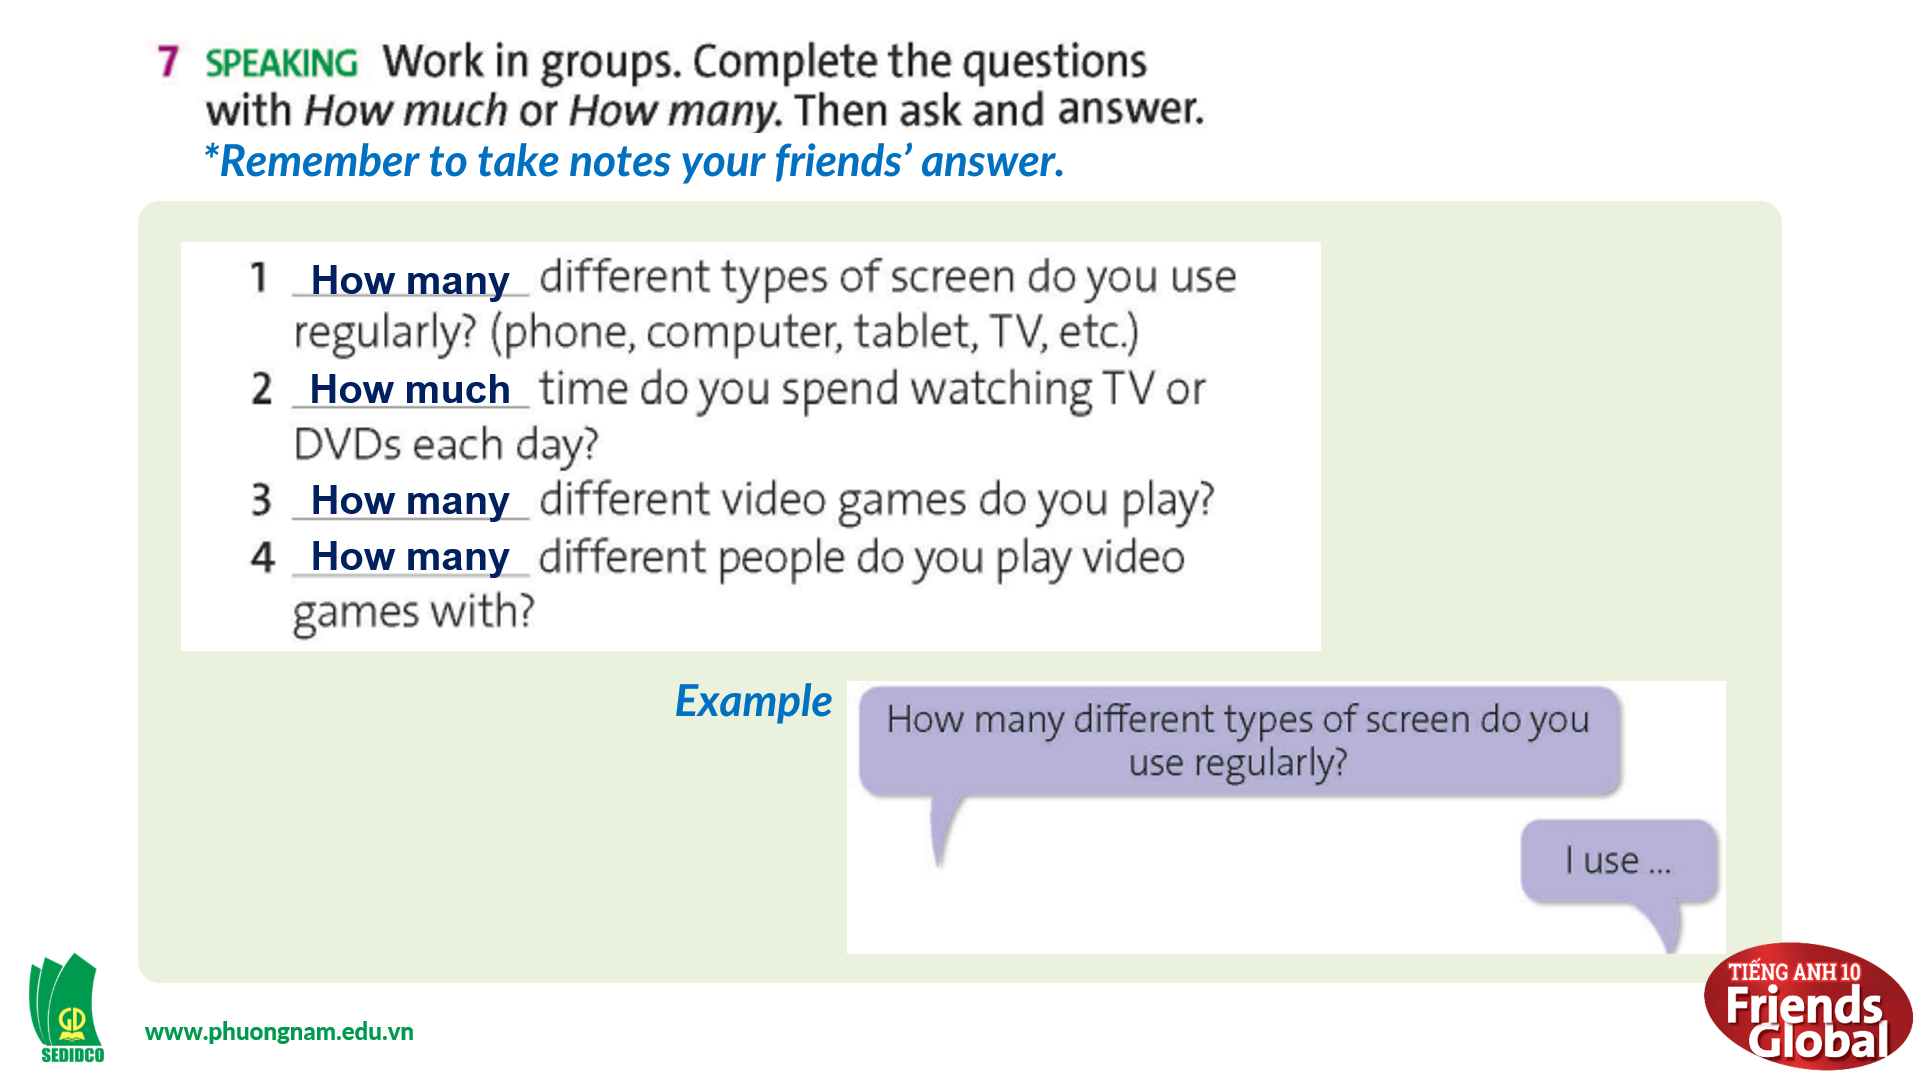 7 SPEAKING Work in groups. Complete the questions
with How much or How many. Then ask and answer.
*Remember to take notes your friends’ answer.
1 How many different types of screen do you use
regularly? (phone, computer, tablet, TV, etc.)
2 How much time do you spend watching TV or
DVDs each day?
3 How many different video games do you play?
4 How many different people do you play video
games with?
Example
How many different types of screen do you
use regularly?
I use ...
GD
SEDIDCO
www.phuongnam.edu.vn
TIẾNG ANH 10
Friends
Global